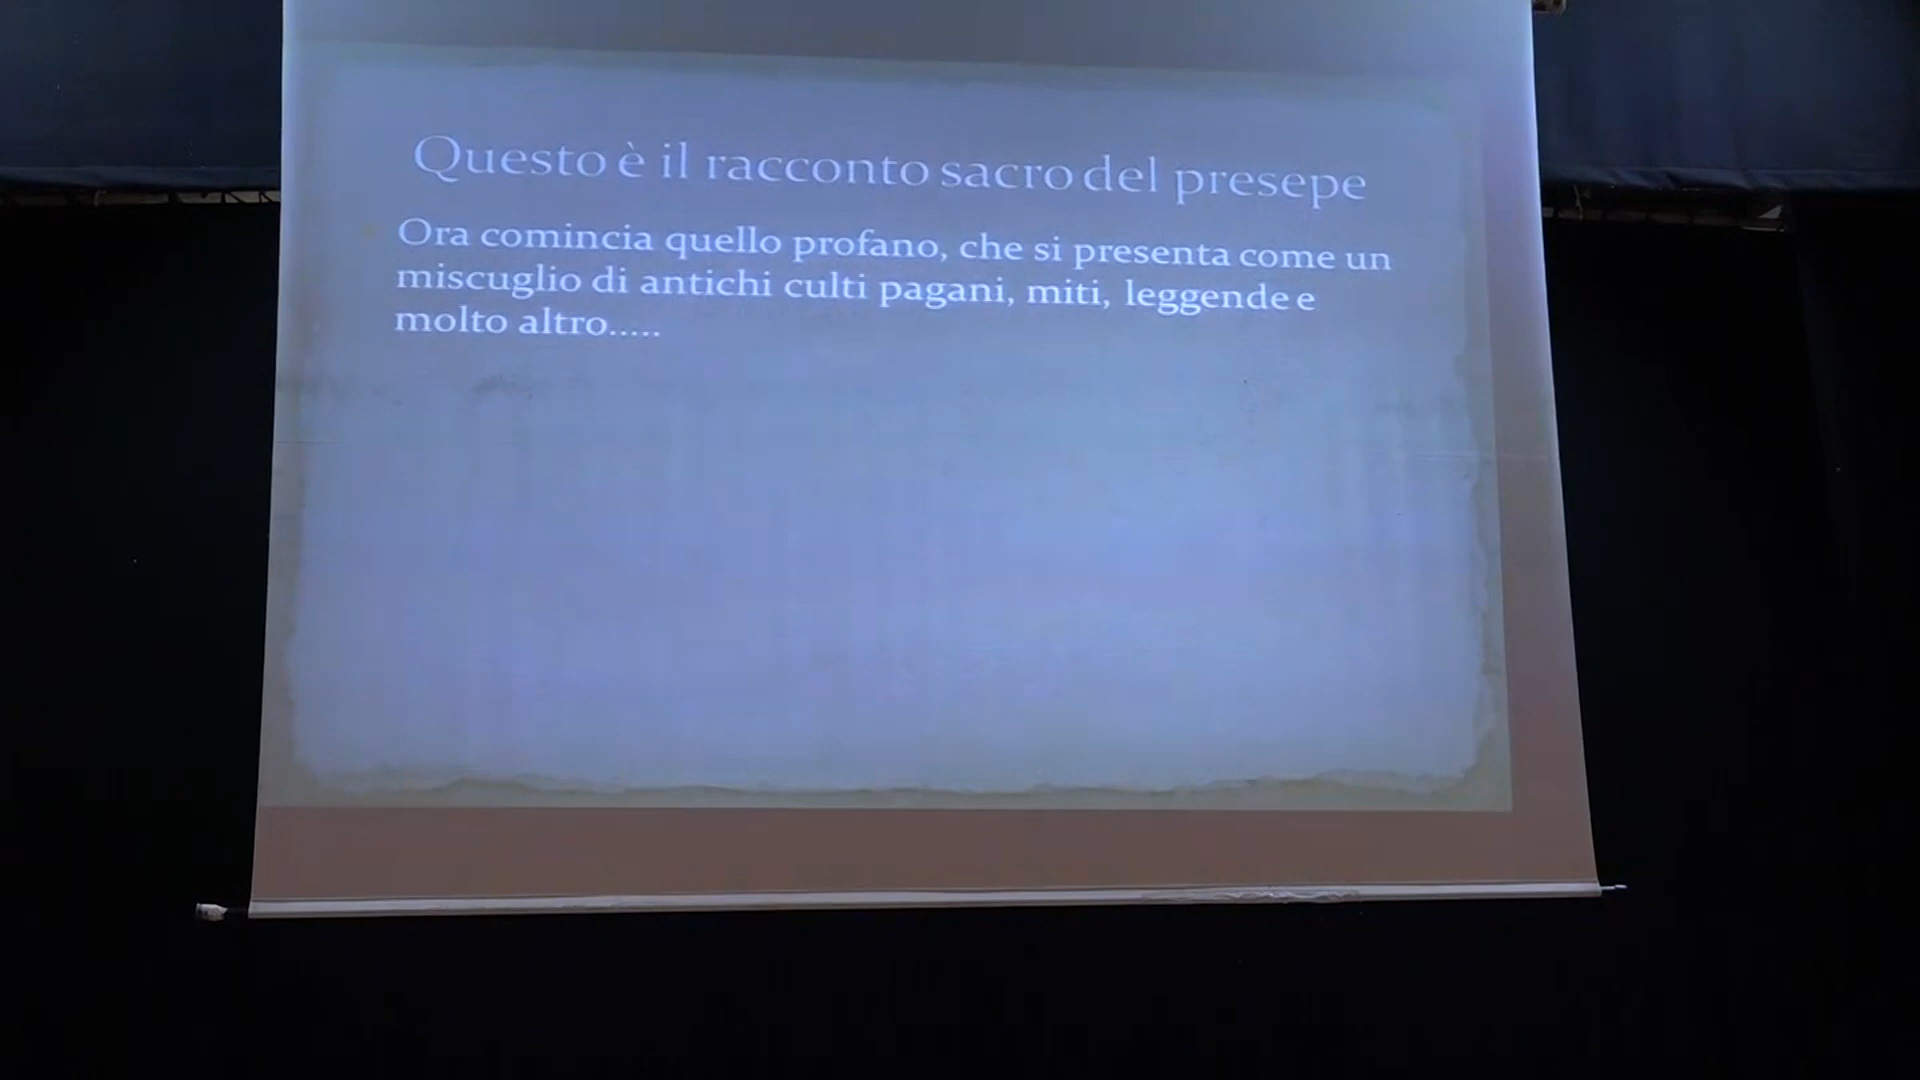 Questo è il racconto sacro del presepe
Ora comincia quello profano, che si presenta come un
miscuglio di antichi culti pagani, miti, leggende e
molto altro.....